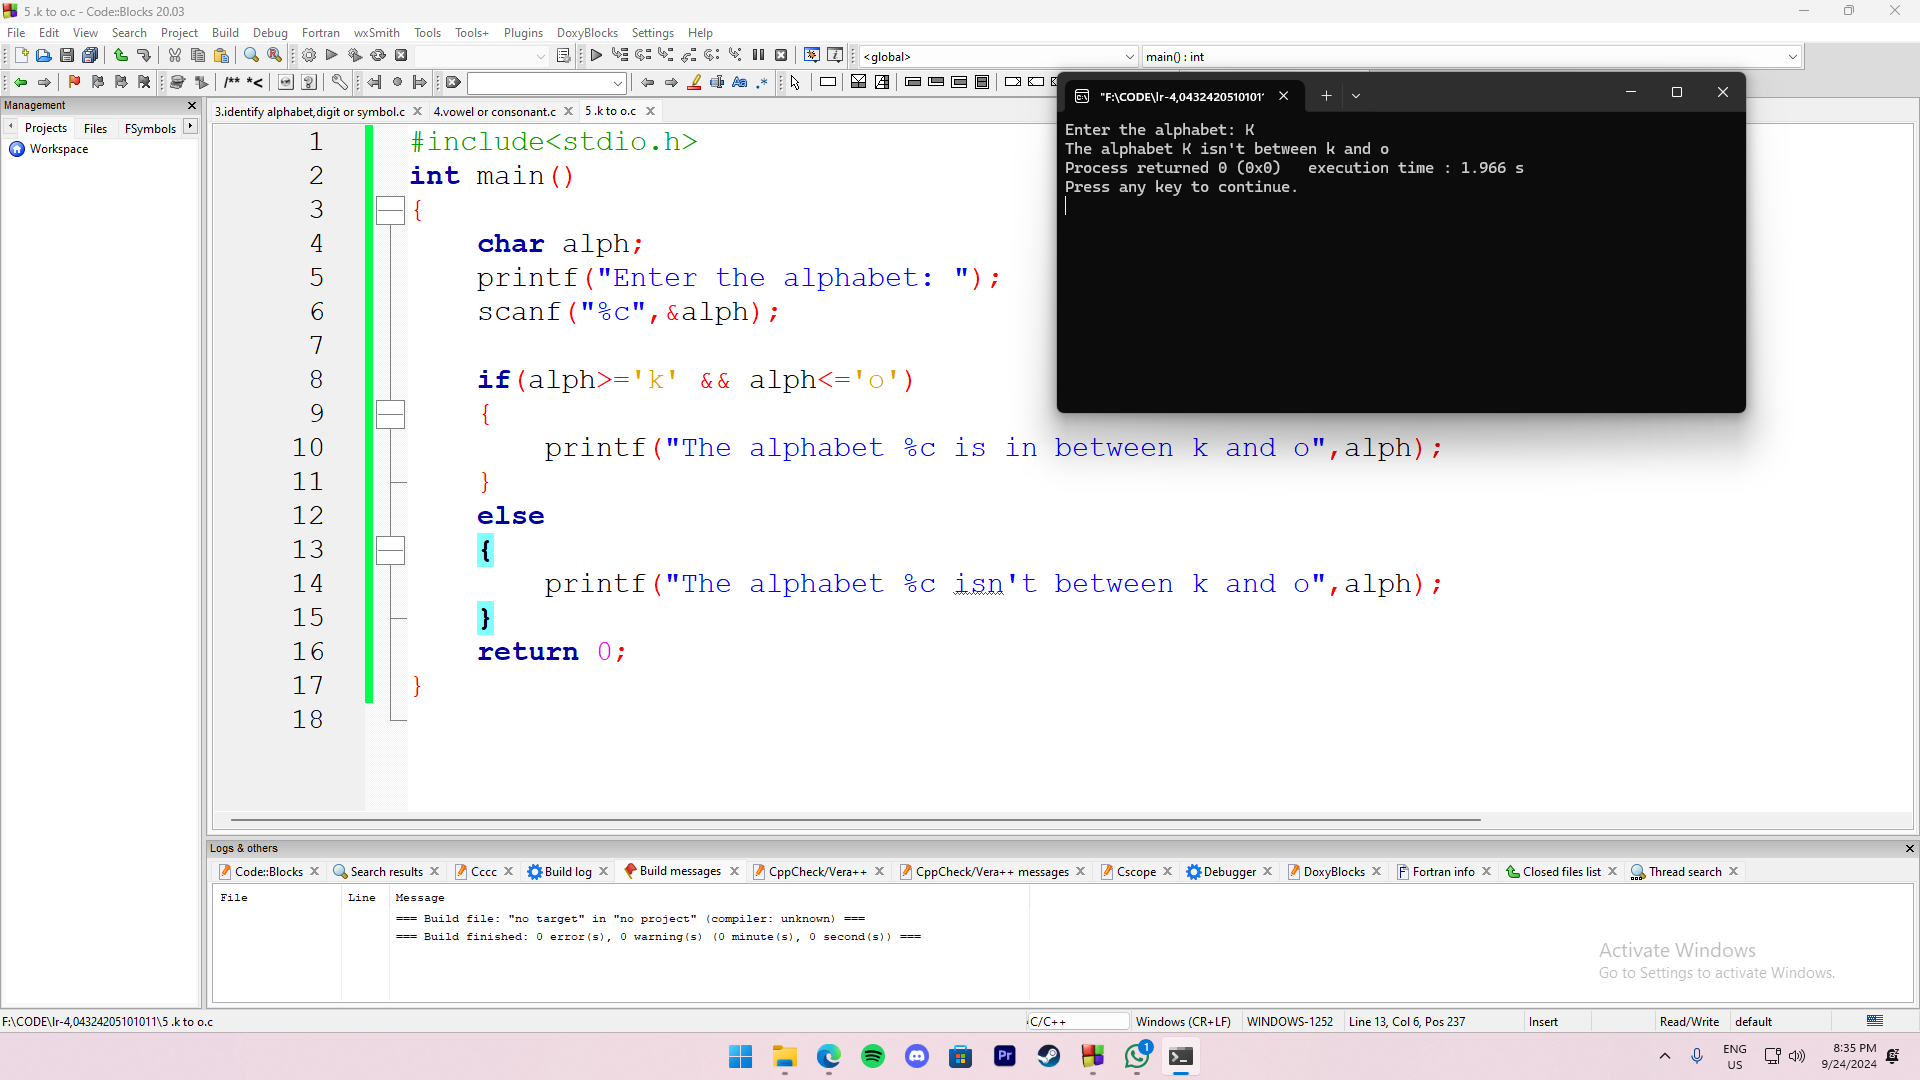 5 .k to o.c - Code::Blocks 20.03
File Edit View Search Project Build Debug Fortran wxSmith Tools Tools+ Plugins DoxyBlocks Settings Help
<global> main() : int
/** *<
Management
Projects Files FSymbols
Workspace
3.identify alphabet,digit or symbol.c 4.vowel or consonant.c 5 .k to o.c
1 #include<stdio.h>
2 int main()
3 {
4 char alph;
5 printf("Enter the alphabet: ");
6 scanf("%c",&alph);
7
8 if(alph>='k' && alph<='o')
9 {
10 printf("The alphabet %c is in between k and o",alph);
11 }
12 else
13 {
14 printf("The alphabet %c isn't between k and o",alph);
15 }
16 return 0;
17 }
18
"F:\CODE\lr-4,0432420510101'
Enter the alphabet: K
The alphabet K isn't between k and o
Process returned 0 (0x0) execution time : 1.966 s
Press any key to continue.
Logs & others
Code::Blocks Search results Cccc Build log Build messages CppCheck/Vera++ CppCheck/Vera++ messages Cscope Debugger DoxyBlocks Fortran info Closed files list Thread search
File Line Message
=== Build file: "no target" in "no project" (compiler: unknown) ===
=== Build finished: 0 error(s), 0 warning(s) (0 minute(s), 0 second(s)) ===
Activate Windows
Go to Settings to activate Windows.
F:\CODE\lr-4,04324205101011\5 .k to o.c C/C++ Windows (CR+LF) WINDOWS-1252 Line 13, Col 6, Pos 237 Insert Read/Write default
Pr 1 ENG US 8:35 PM 9/24/2024